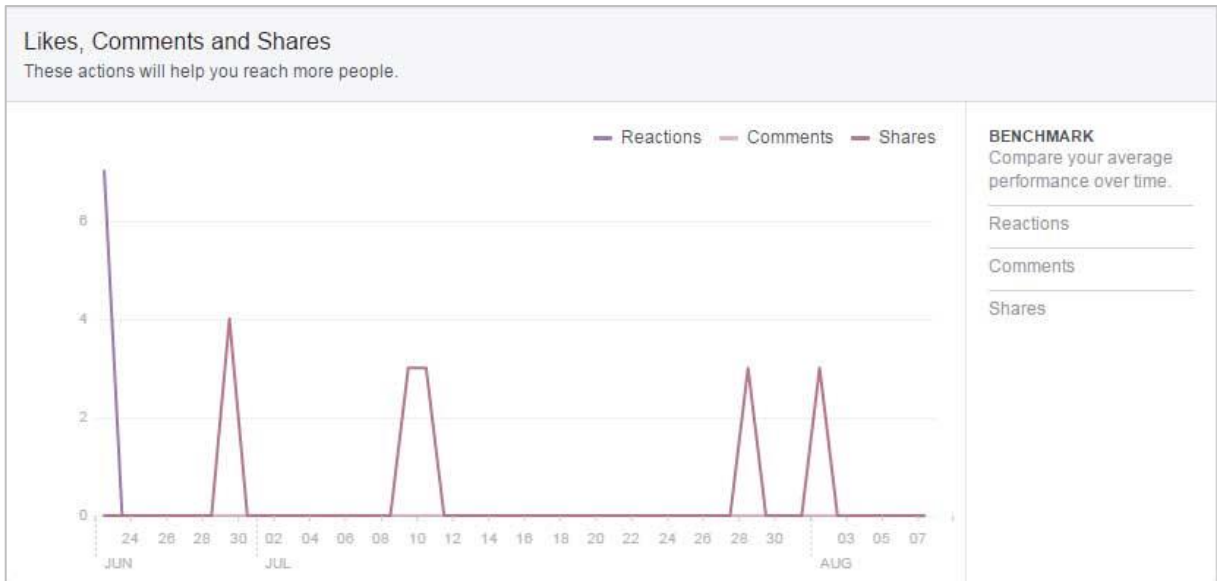 Likes, Comments and Shares
These actions will help you reach more people.
Reactions Comments Shares
BENCHMARK
Compare your average
performance over time.
Reactions
Comments
Shares
6
4
2
0
24 26 28 30 02 04 06 08 10 12 14 16 18 20 22 24 26 28 30 03 05 07
JUN JUL AUG